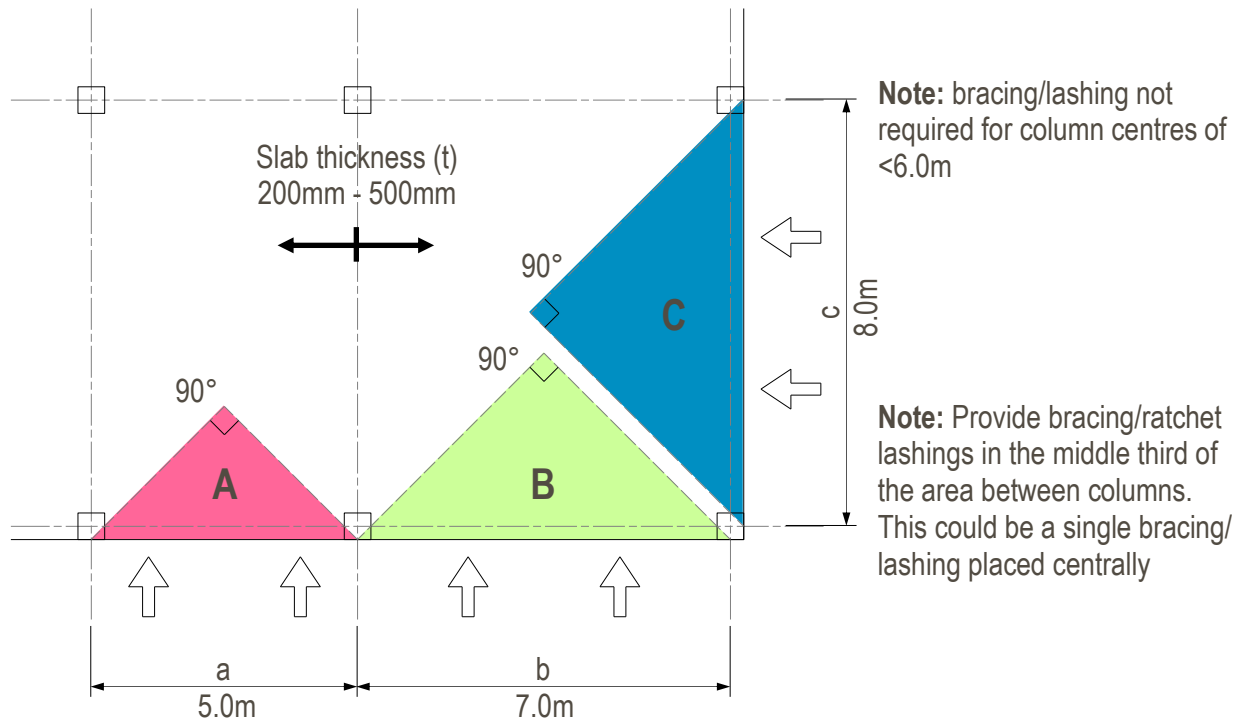 Note: bracing/lashing not
required for column centres of
<6.0m
Slab thickness (t)
200mm - 500mm
90°
C
c
8.0m
90°
90°
A
B
Note: Provide bracing/ratchet
lashings in the middle third of
the area between columns.
This could be a single bracing/
lashing placed centrally
a
5.0m
b
7.0m